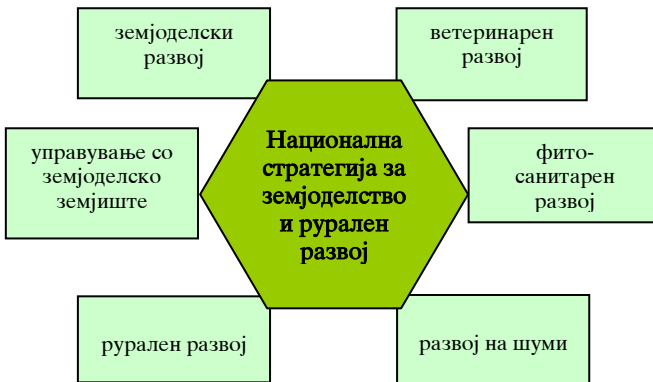 земјоделски
развој
ветеринарен
развој
управување со
земјоделско
земјиште
Национална
стратегија за
земјоделство
и рурален
развој
фито-
санитарен
развој
рурален развој
развој на шуми